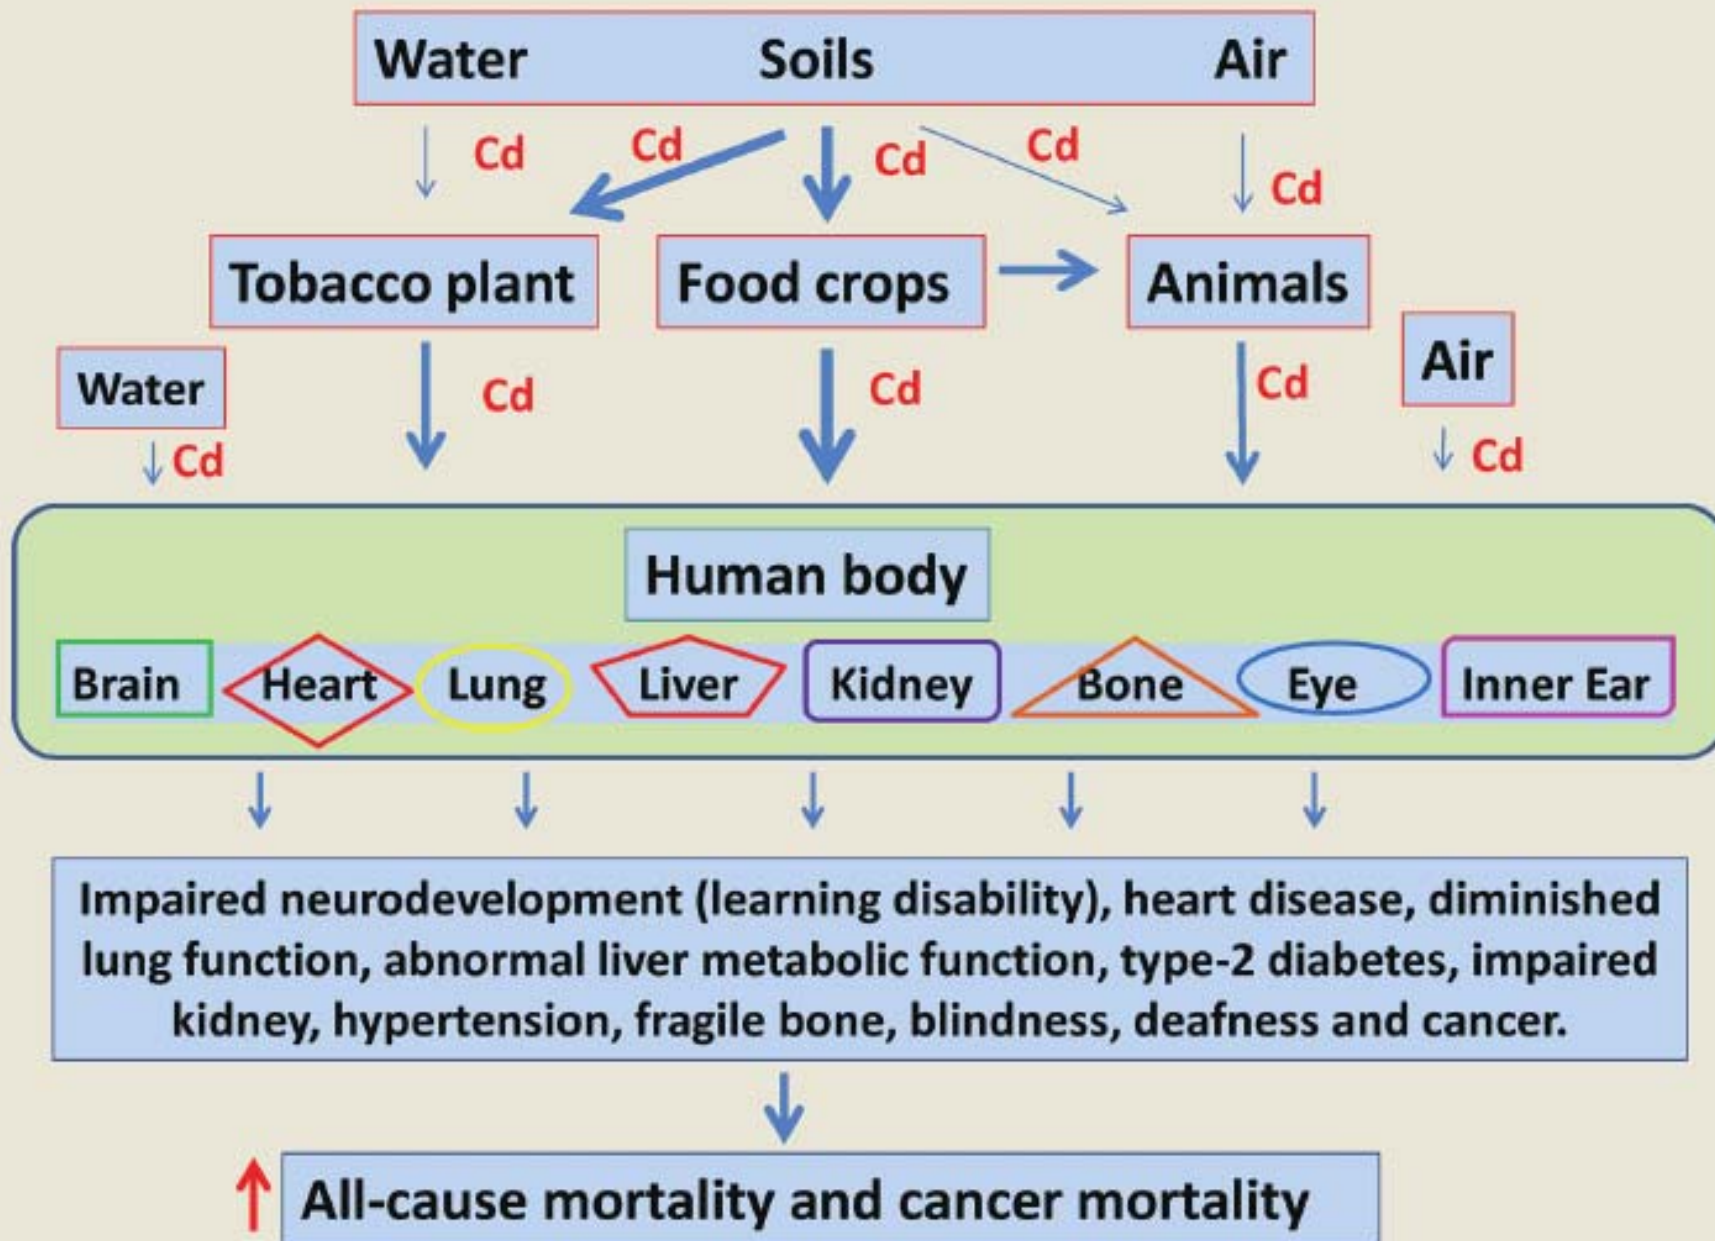 Water Soils Air
Cd Cd Cd Cd Cd
Tobacco plant Food crops Animals
Water Cd Cd Cd Air
Cd Cd
Human body
Brain Heart Lung Liver Kidney Bone Eye Inner Ear
Impaired neurodevelopment (learning disability), heart disease, diminished
lung function, abnormal liver metabolic function, type-2 diabetes, impaired
kidney, hypertension, fragile bone, blindness, deafness and cancer.
All-cause mortality and cancer mortality